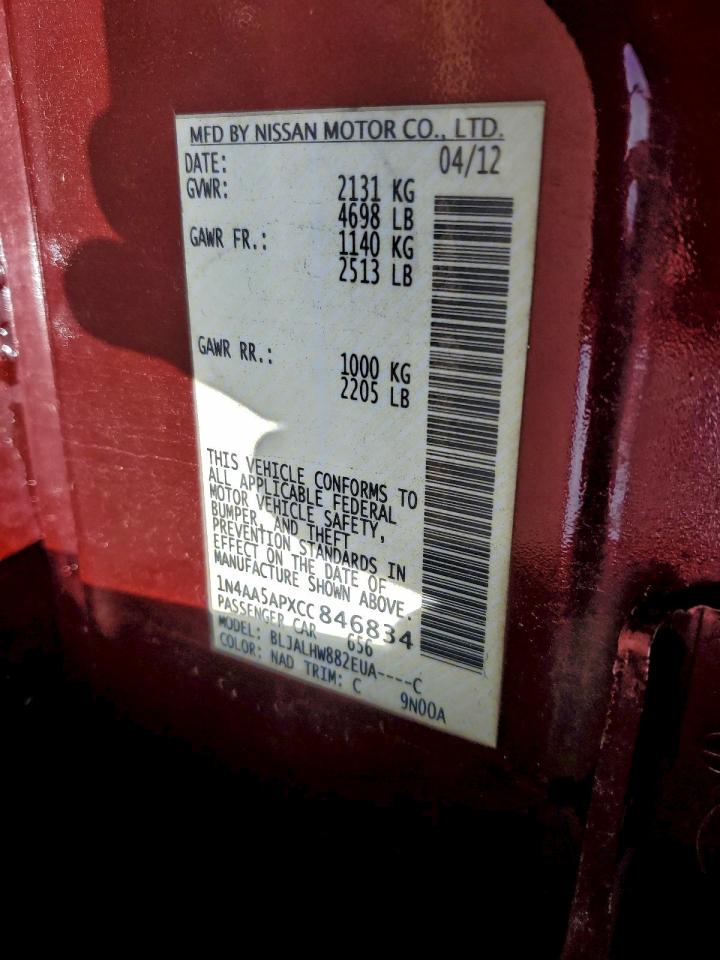 MFD BY NISSAN MOTOR CO., LTD.
DATE: 04/12
GVWR: 2131 KG
4698 LB
GAWR FR.: 1140 KG
2513 LB
GAWR RR.: 1000 KG
2205 LB
THIS VEHICLE CONFORMS TO
ALL APPLICABLE FEDERAL
MOTOR VEHICLE SAFETY,
BUMPER, AND THEFT
PREVENTION STANDARDS IN
EFFECT ON THE DATE OF
MANUFACTURE SHOWN ABOVE.
1N4AA5APXCC846834
PASSENGER CAR 656
MODEL: BLJALHW882EUA----C
COLOR: NAD TRIM: C 9N00A